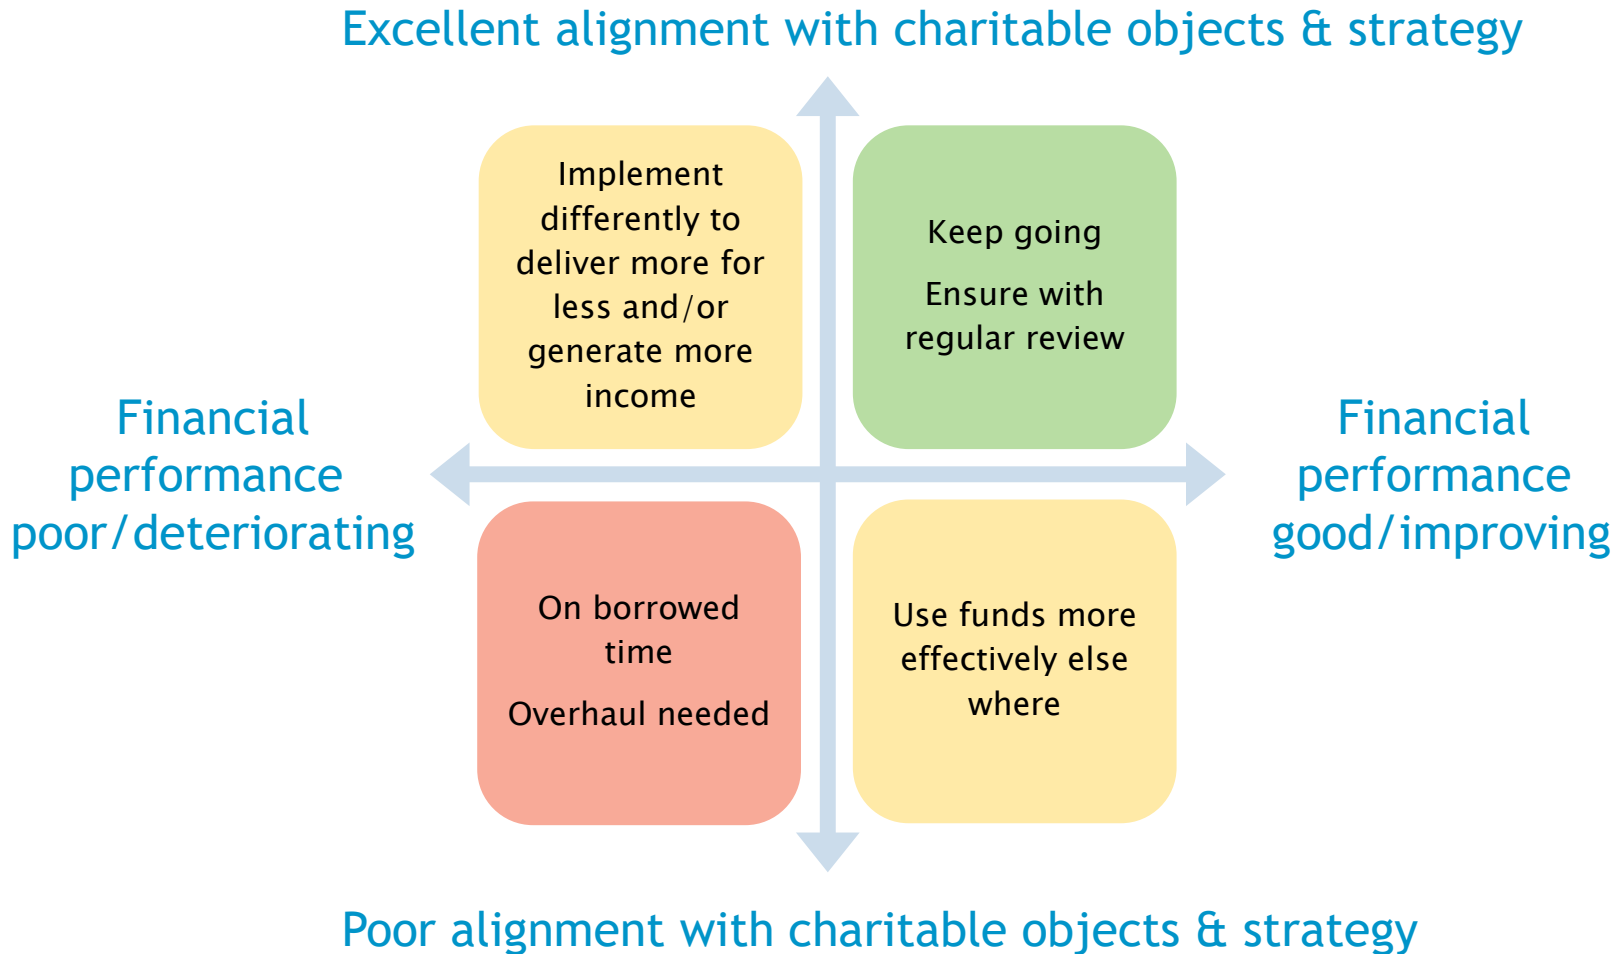 Excellent alignment with charitable objects & strategy
Implement
differently to
deliver more for
less and/or
generate more
income
Keep going
Ensure with
regular review
Financial
performance
poor/deteriorating
Financial
performance
good/improving
On borrowed
time
Overhaul needed
Use funds more
effectively else
where
Poor alignment with charitable objects & strategy